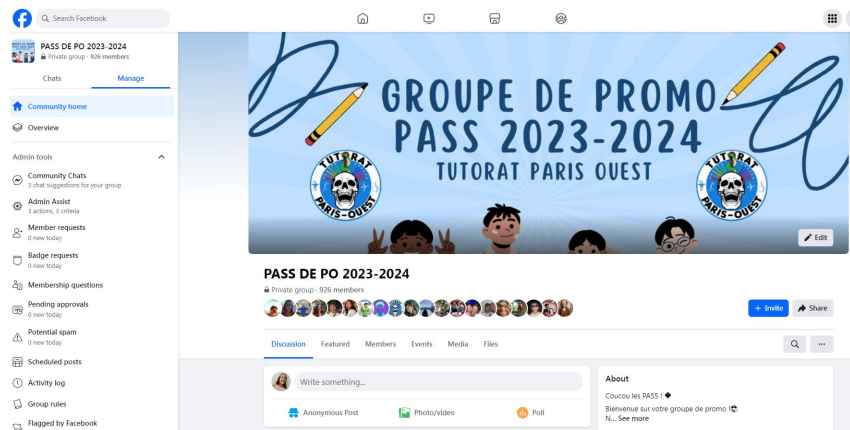 Search Facebook
PASS DE PO 2023-2024
Private group · 926 members
Chats
Manage
Community home
Overview
Admin tools
Community Chats
3 chat suggestions for your group
Admin Assist
3 actions, 3 criteria
Member requests
0 new today
Badge requests
0 new today
Membership questions
Pending approvals
0 new today
Potential spam
0 new today
Scheduled posts
Activity log
Group rules
Flagged by Facebook
GROUPE DE PROMO
PASS 2023-2024
TUTORAT PARIS OUEST
TUTORAT
PARIS-OUEST
TUTORAT
PARIS-OUEST
Edit
PASS DE PO 2023-2024
Private group · 926 members
+ Invite
Share
Discussion
Featured
Members
Events
Media
Files
...
Write something...
Anonymous Post
Photo/video
Poll
About
Coucou les PASS !
Bienvenue sur votre groupe de promo !
N... See more